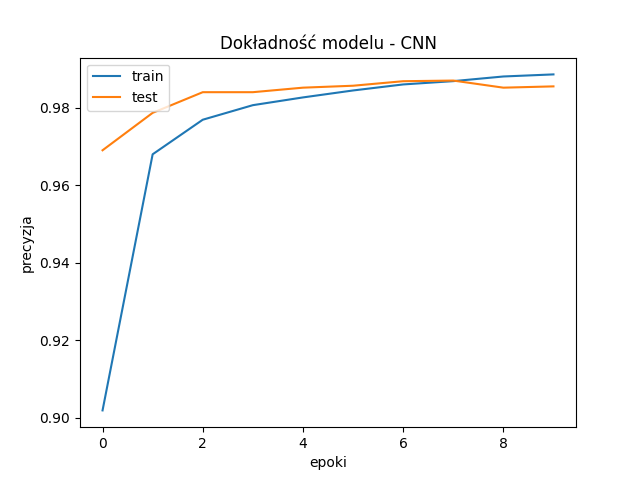 Dokładność modelu - CNN
train
test
0.98
0.96
0.94
0.92
0.90
precyzja
0 2 4 6 8
epoki